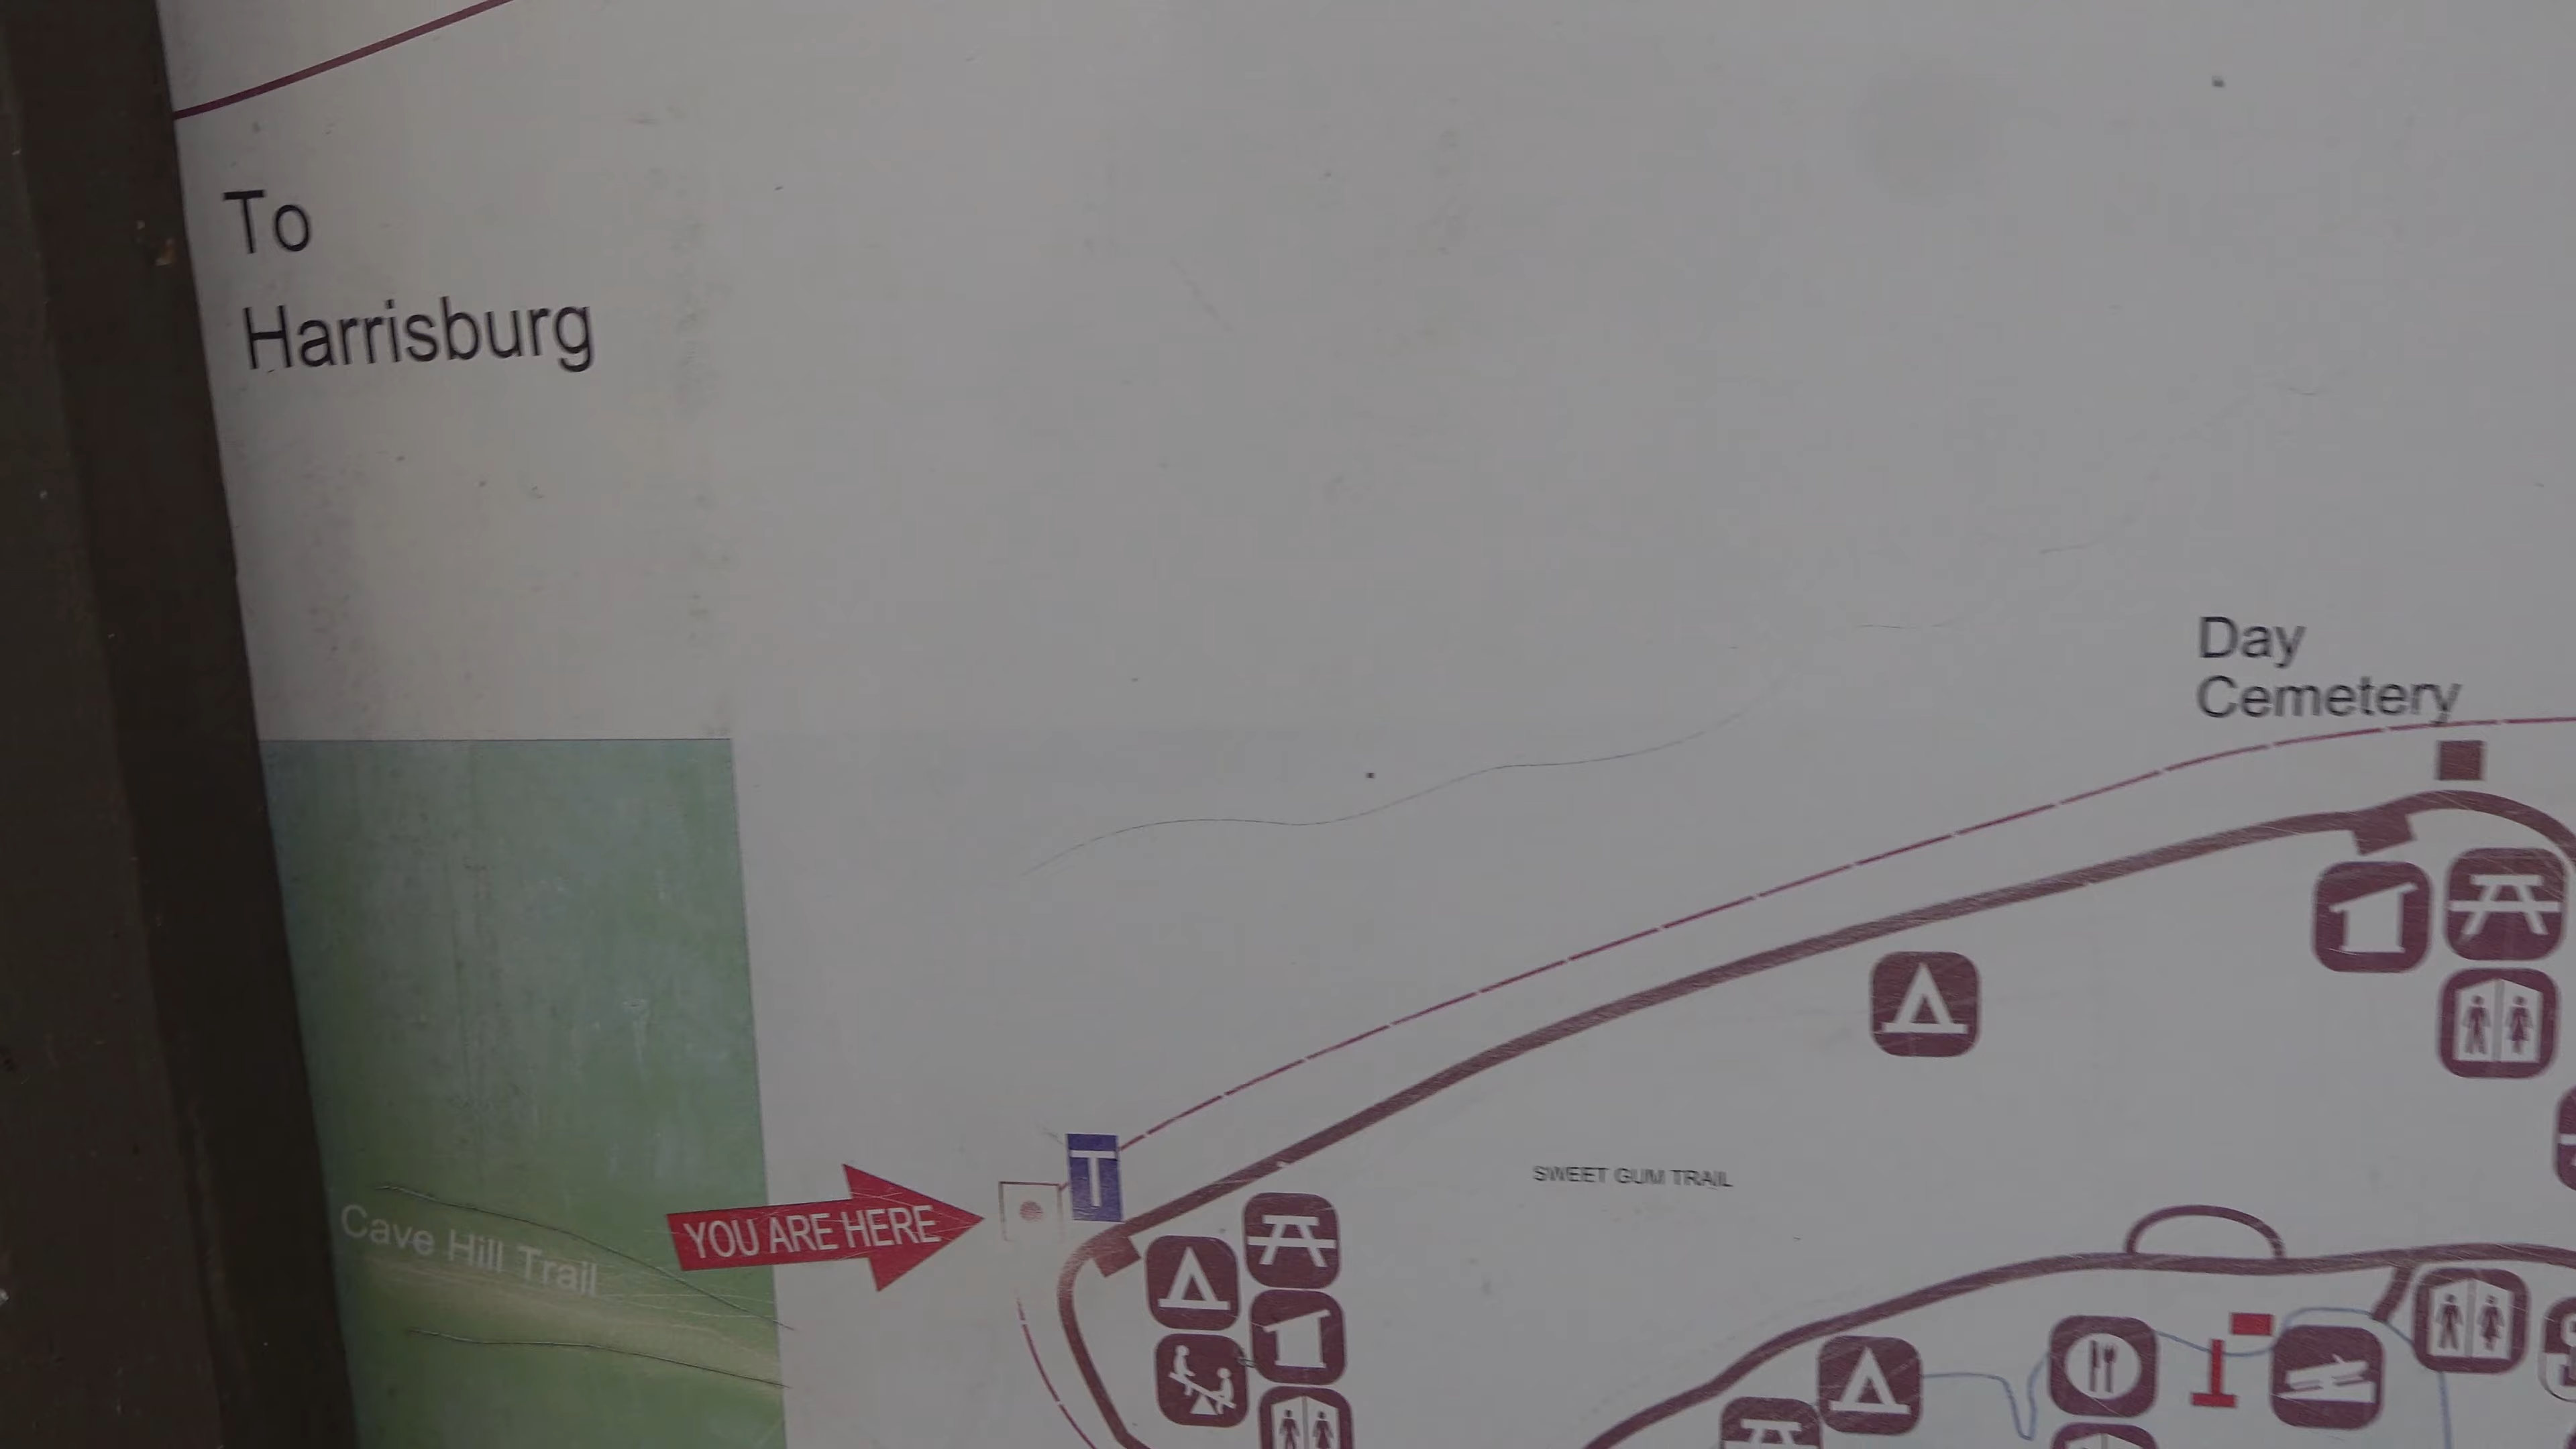 To
Harrisburg
Day
Cemetery
T
SWEET GUM TRAIL
YOU ARE HERE
Cave Hill Trail